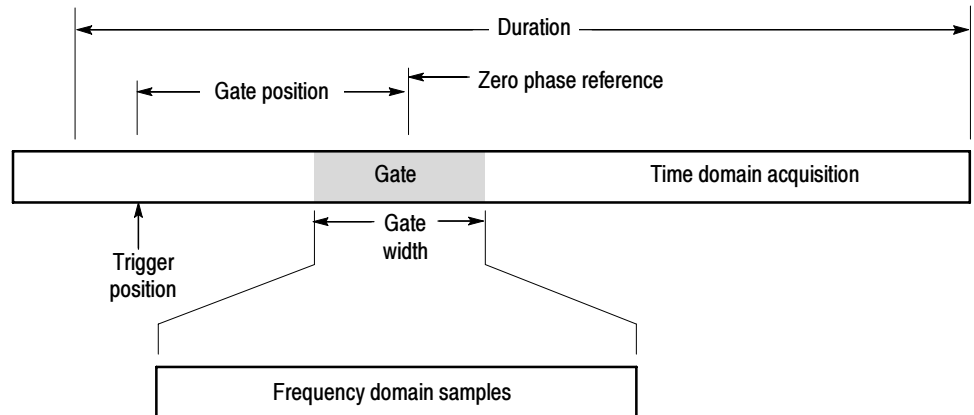 Duration
Gate position
Zero phase reference
Gate
Time domain acquisition
Gate
width
Trigger
position
Frequency domain samples